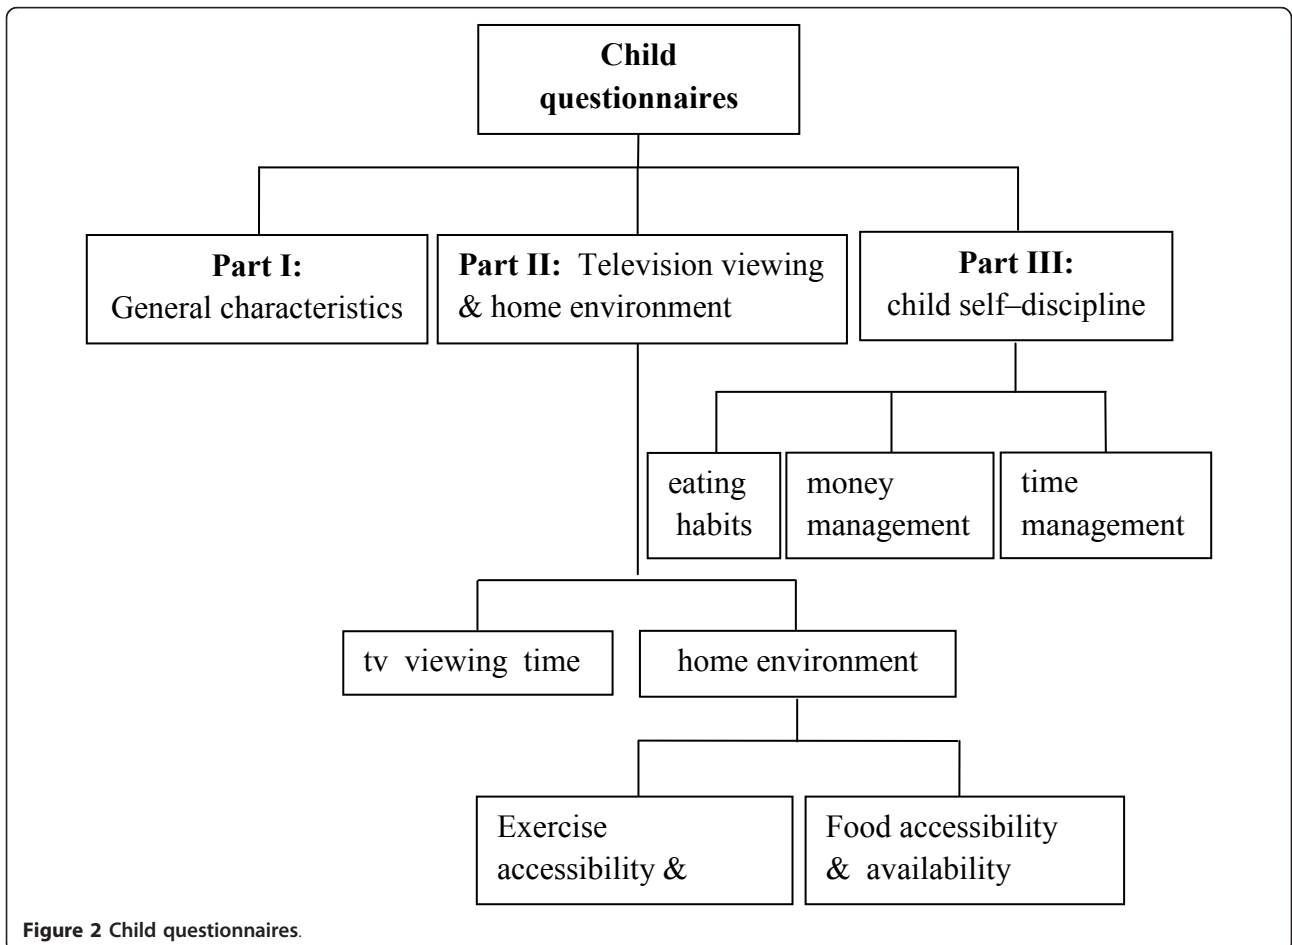 Child
questionnaires
Part I:
General characteristics
Part II: Television viewing
& home environment
Part III:
child self–discipline
eating
habits
money
management
time
management
tv viewing time
home environment
Exercise
accessibility &
Food accessibility
& availability
Figure 2 Child questionnaires.